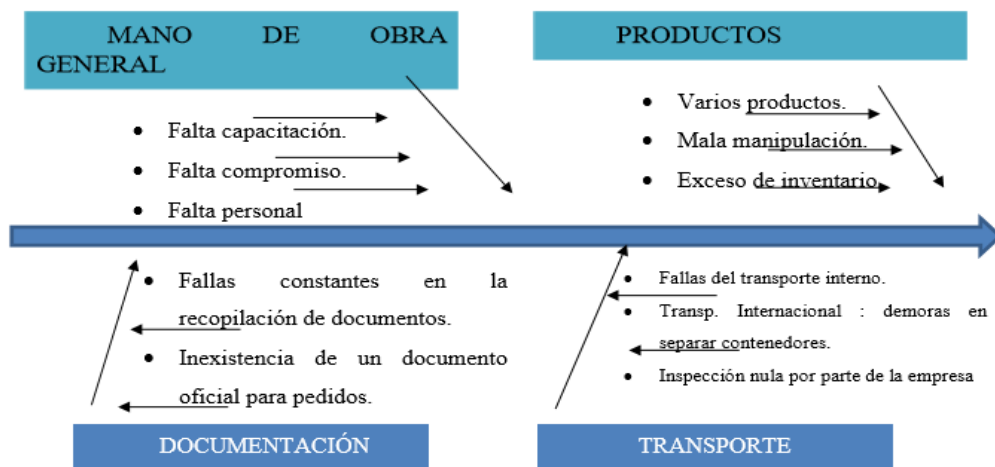 MANO DE OBRA
GENERAL
• Falta capacitación.
• Falta compromiso.
• Falta personal
PRODUCTOS
• Varios productos.
• Mala manipulación.
• Exceso de inventario.
• Fallas constantes en la
recopilación de documentos.
• Inexistencia de un documento
oficial para pedidos.
DOCUMENTACIÓN
• Fallas del transporte interno.
• Transp. Internacional : demoras en
separar contenedores.
• Inspección nula por parte de la empresa
TRANSPORTE